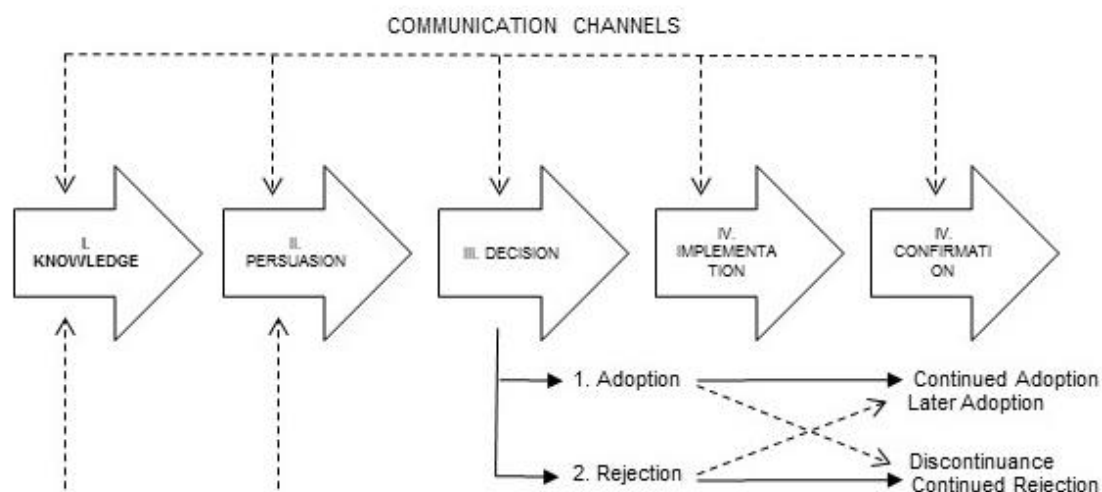 COMMUNICATION CHANNELS
I.
KNOWLEDGE
II.
PERSUASION
III. DECISION
IV.
IMPLEMENTA
TION
IV.
CONFIRMATI
ON
1. Adoption
Continued Adoption
Later Adoption
2. Rejection
Discontinuance
Continued Rejection